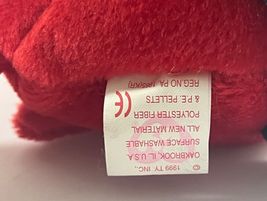 © 1999 TY INC.,
OAKBROOK, IL, U.S.A.
SURFACE WASHABLE
ALL NEW MATERIAL
POLYESTER FIBER
& P.E. PELLETS
REG.NO PA.
CE